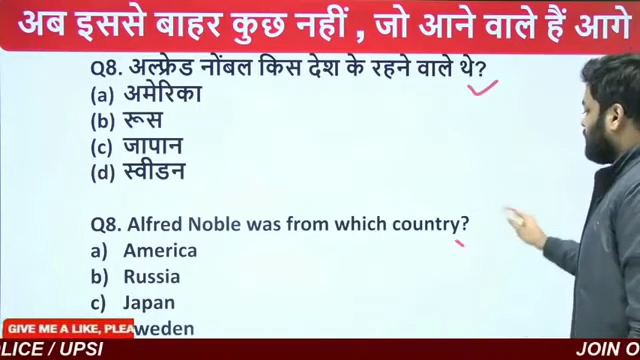 अब इससे बाहर कुछ नहीं , जो आने वाले हैं आगे
Q8. अल्फ्रेड नोंबल किस देश के रहने वाले थे?
(a) अमेरिका
(b) रूस
(c) जापान
(d) स्वीडन
Q8. Alfred Noble was from which country?
a) America
b) Russia
c) Japan
GIVE ME A LIKE, PLEA weden
OLICE / UPSI JOIN O